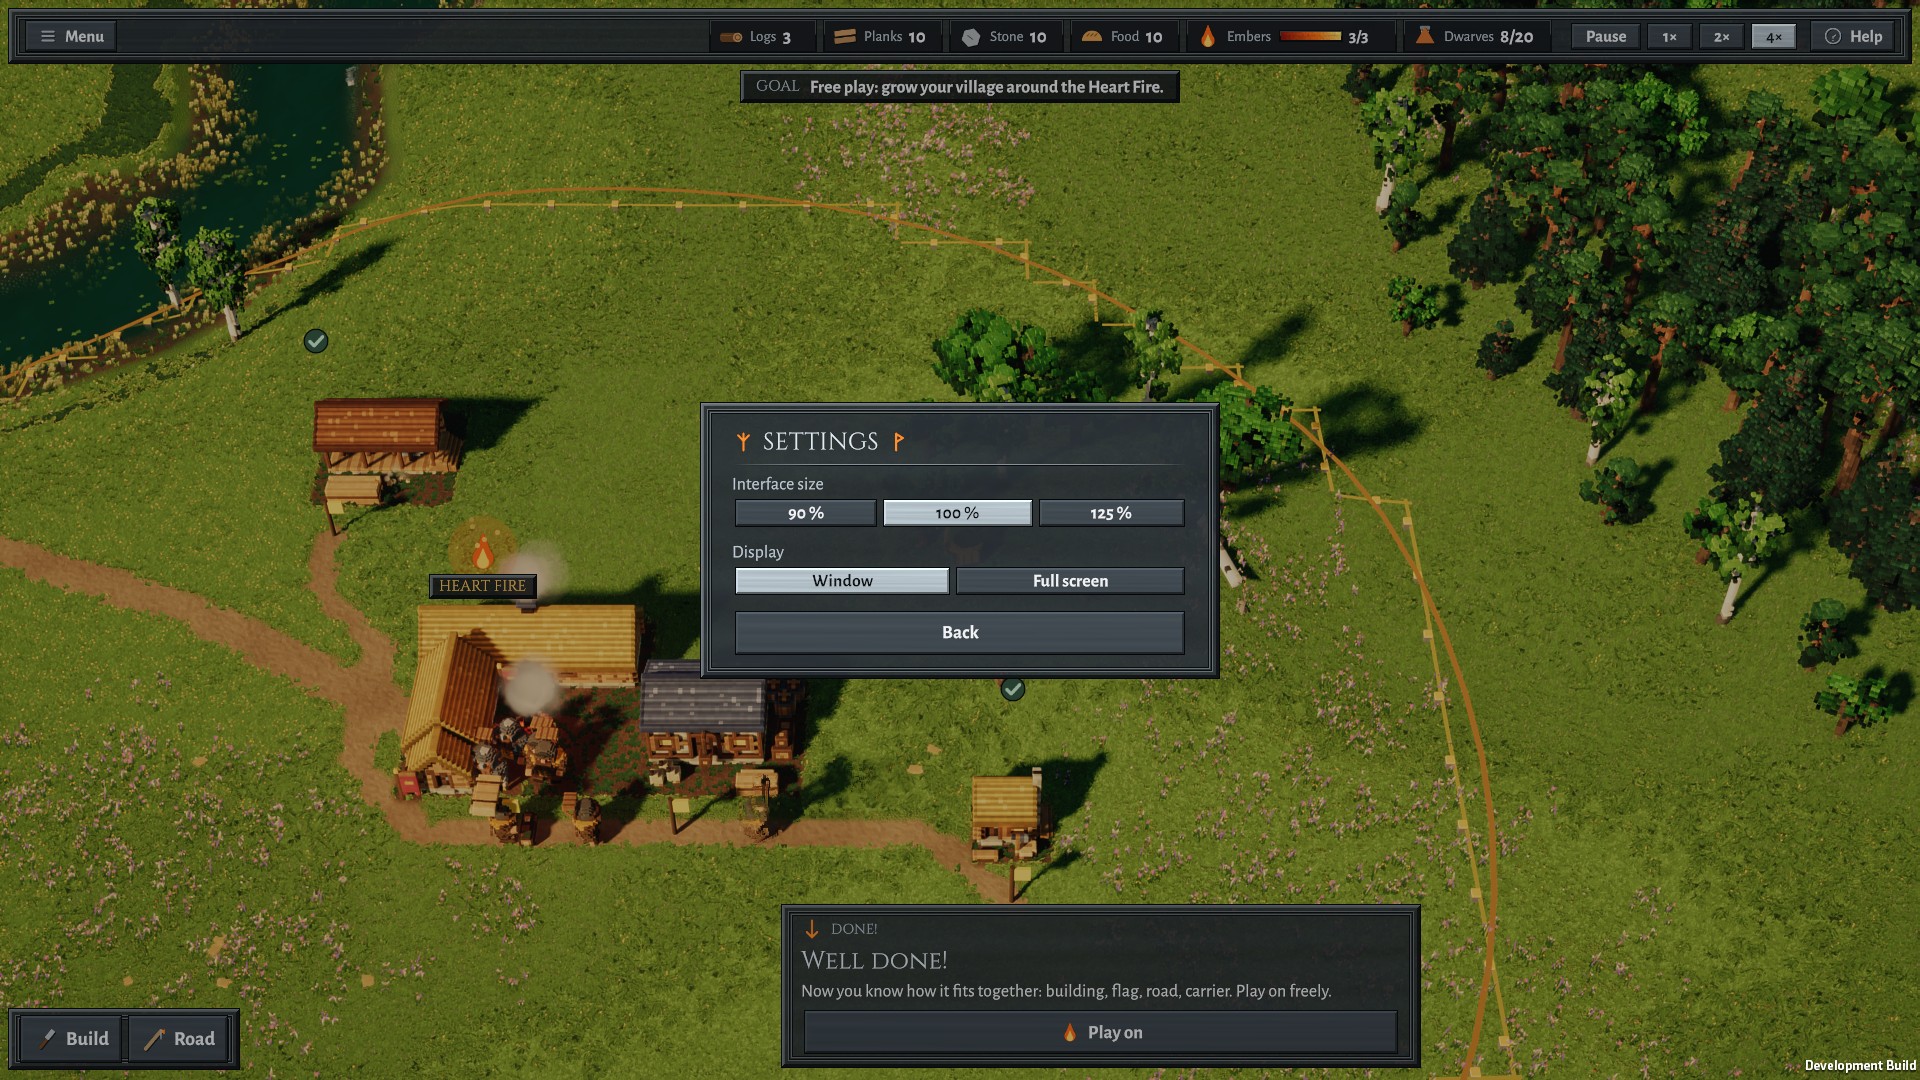 Menu
Logs 3
Planks 10
Stone 10
Food 10
Embers 3/3
Dwarves 8/20
Pause
1×
2×
4×
Help
GOAL Free play: grow your village around the Heart Fire.
SETTINGS
Interface size
90 %
100 %
125 %
Display
Window
Full screen
Back
HEART FIRE
DONE!
WELL DONE!
Now you know how it fits together: building, flag, road, carrier. Play on freely.
Play on
Build
Road
Development Build